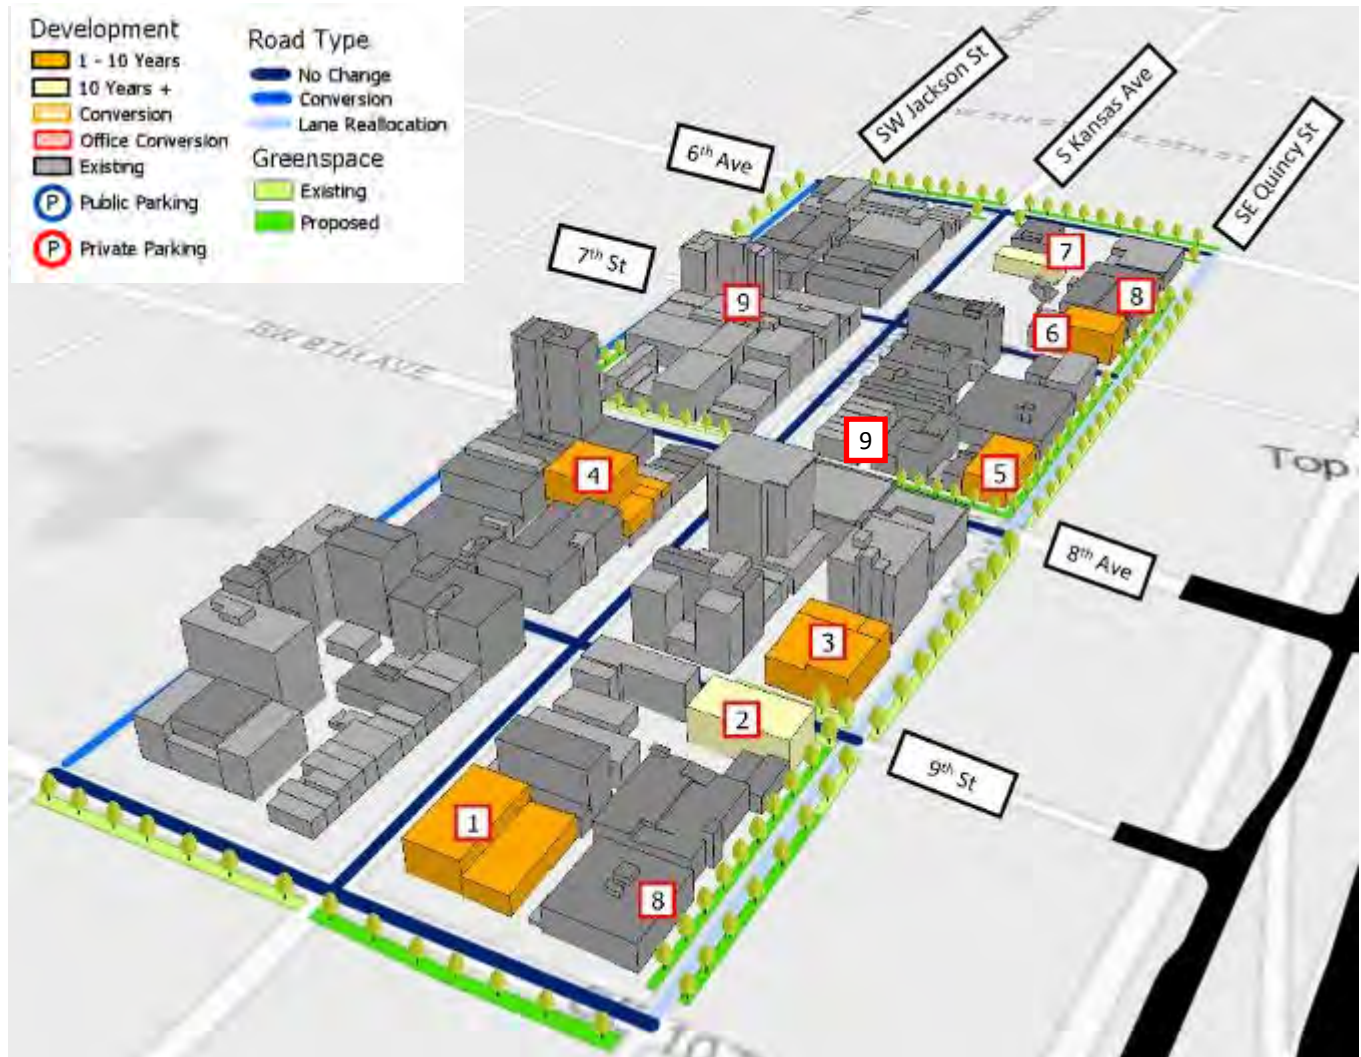 Development
1 - 10 Years
10 Years +
Conversion
Office Conversion
Existing
P Public Parking
P Private Parking
Road Type
No Change
Conversion
Lane Reallocation
Greenspace
Existing
Proposed
SW Jackson St
S Kansas Ave
SE Quincy St
6th Ave
7th St
SW 8TH AVE
7
8
9
6
9
5
4
Top
8th Ave
3
2
9th St
1
8